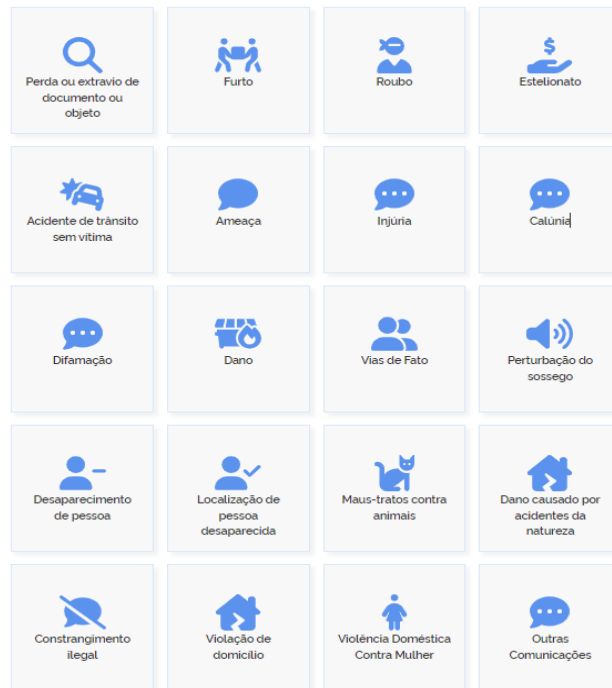 Perda ou extravio de
documento ou
objeto
Furto
Roubo
$
Estelionato
Acidente de trânsito
sem vítima
Ameaça
Injúria
Calúnia
Difamação
Dano
Vias de Fato
Perturbação do
sossego
Desaparecimento
de pessoa
Localização de
pessoa
desaparecida
Maus-tratos contra
animais
Dano causado por
acidentes da
natureza
Constrangimento
ilegal
Violação de
domicílio
Violência Doméstica
Contra Mulher
Outras
Comunicações